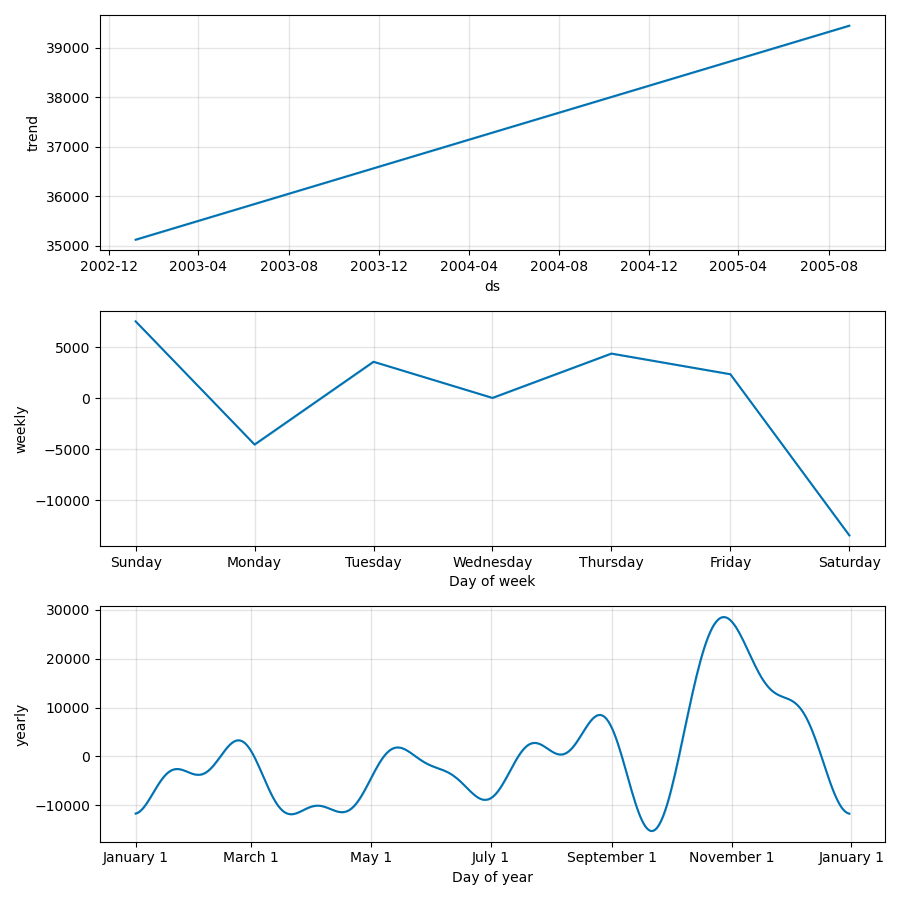 39000
38000
37000
36000
35000
trend
2002-12 2003-04 2003-08 2003-12 2004-04 2004-08 2004-12 2005-04 2005-08
ds
5000
0
−5000
−10000
weekly
Sunday Monday Tuesday Wednesday Thursday Friday Saturday
Day of week
30000
20000
10000
0
−10000
yearly
January 1 March 1 May 1 July 1 September 1 November 1 January 1
Day of year